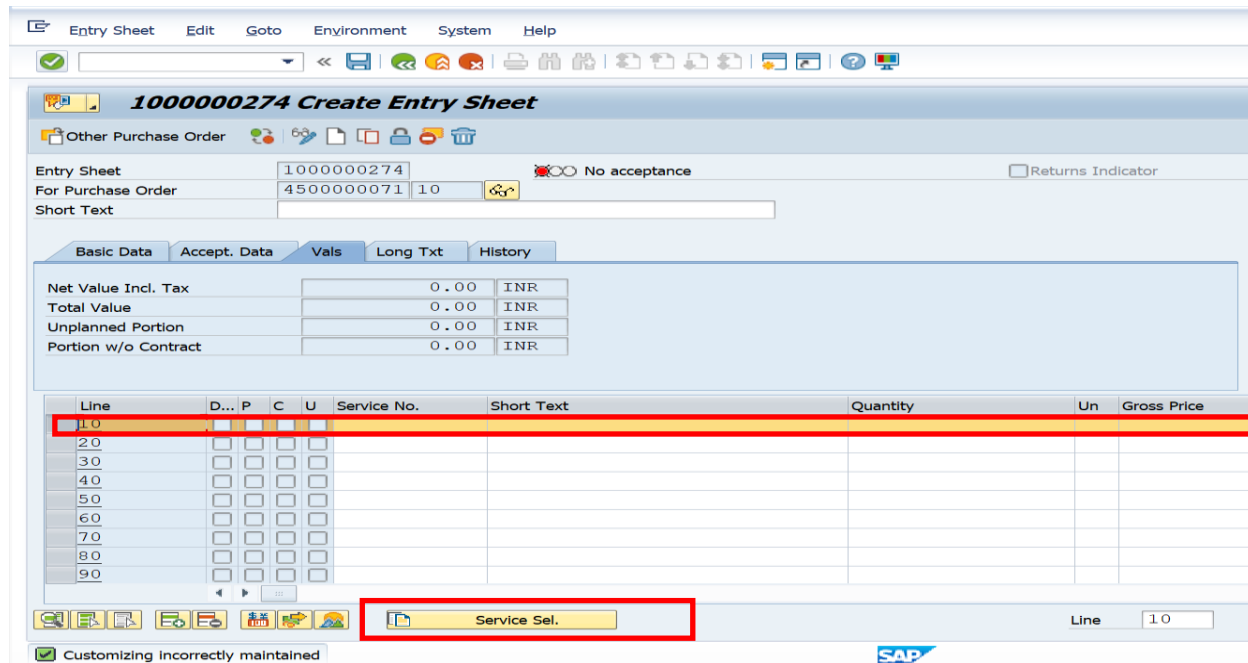 Entry Sheet Edit Goto Environment System Help
1000000274 Create Entry Sheet
Other Purchase Order
Entry Sheet 1000000274 No acceptance Returns Indicator
For Purchase Order 4500000071 10
Short Text
Basic Data Accept. Data Vals Long Txt History
Net Value Incl. Tax 0.00 INR
Total Value 0.00 INR
Unplanned Portion 0.00 INR
Portion w/o Contract 0.00 INR
Line D... P C U Service No. Short Text Quantity Un Gross Price
10
20
30
40
50
60
70
80
90
Service Sel. Line 10
Customizing incorrectly maintained SAP